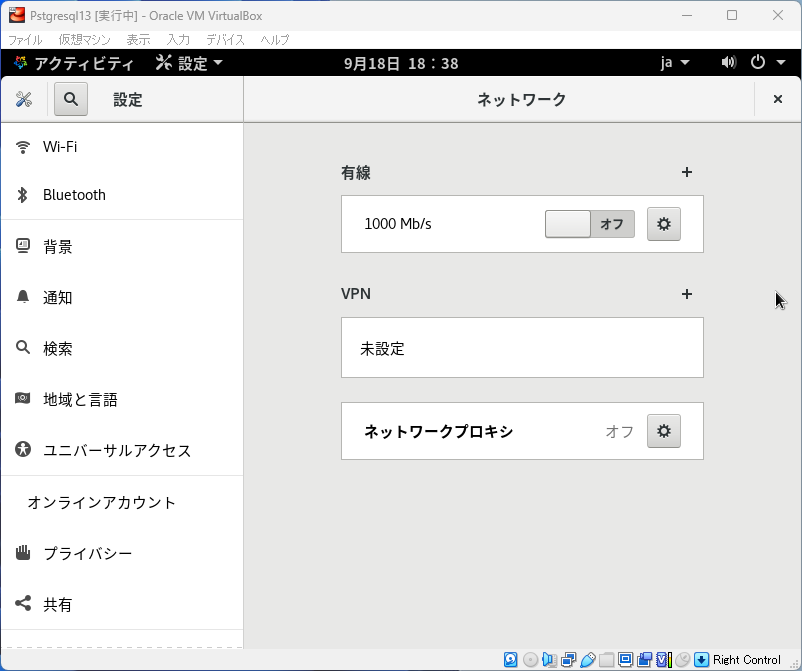 Pstgresql13 [実行中] - Oracle VM VirtualBox
ファイル 仮想マシン 表示 入力 デバイス ヘルプ
アクティビティ 設定 9月18日 18：38 ja
設定 ネットワーク
Wi-Fi
Bluetooth
背景
通知
検索
地域と言語
ユニバーサルアクセス
オンラインアカウント
プライバシー
共有
有線
1000 Mb/s オフ
VPN
未設定
ネットワークプロキシ オフ
Right Control